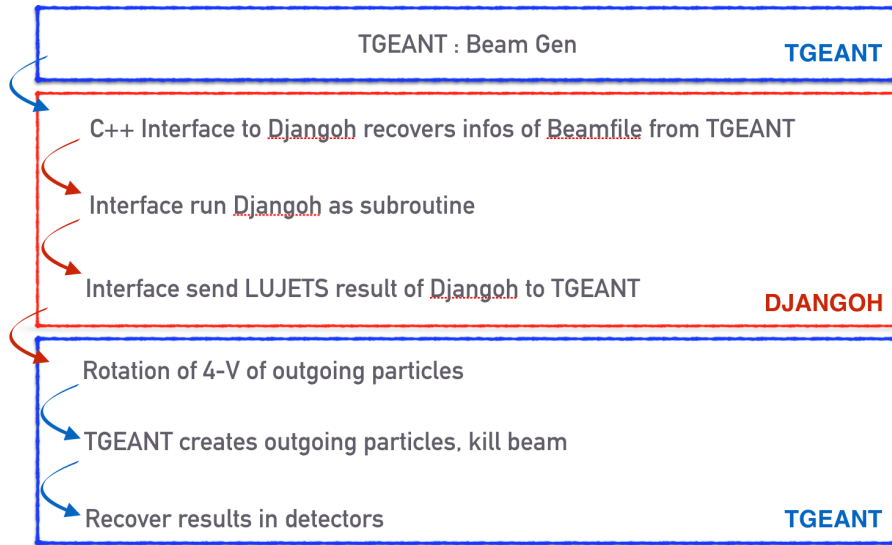 TGEANT : Beam Gen
TGEANT
C++ Interface to Djangoh recovers infos of Beamfile from TGEANT
Interface run Djangoh as subroutine
Interface send LUJETS result of Djangoh to TGEANT
DJANGOH
Rotation of 4-V of outgoing particles
TGEANT creates outgoing particles, kill beam
Recover results in detectors
TGEANT